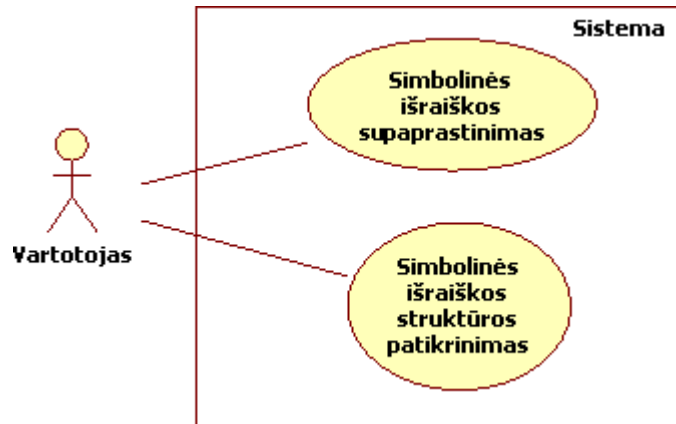 Sistema
Simbolinės
išraiškos
supaprastinimas
Vartotojas
Simbolinės
išraiškos
struktūros
patikrinimas